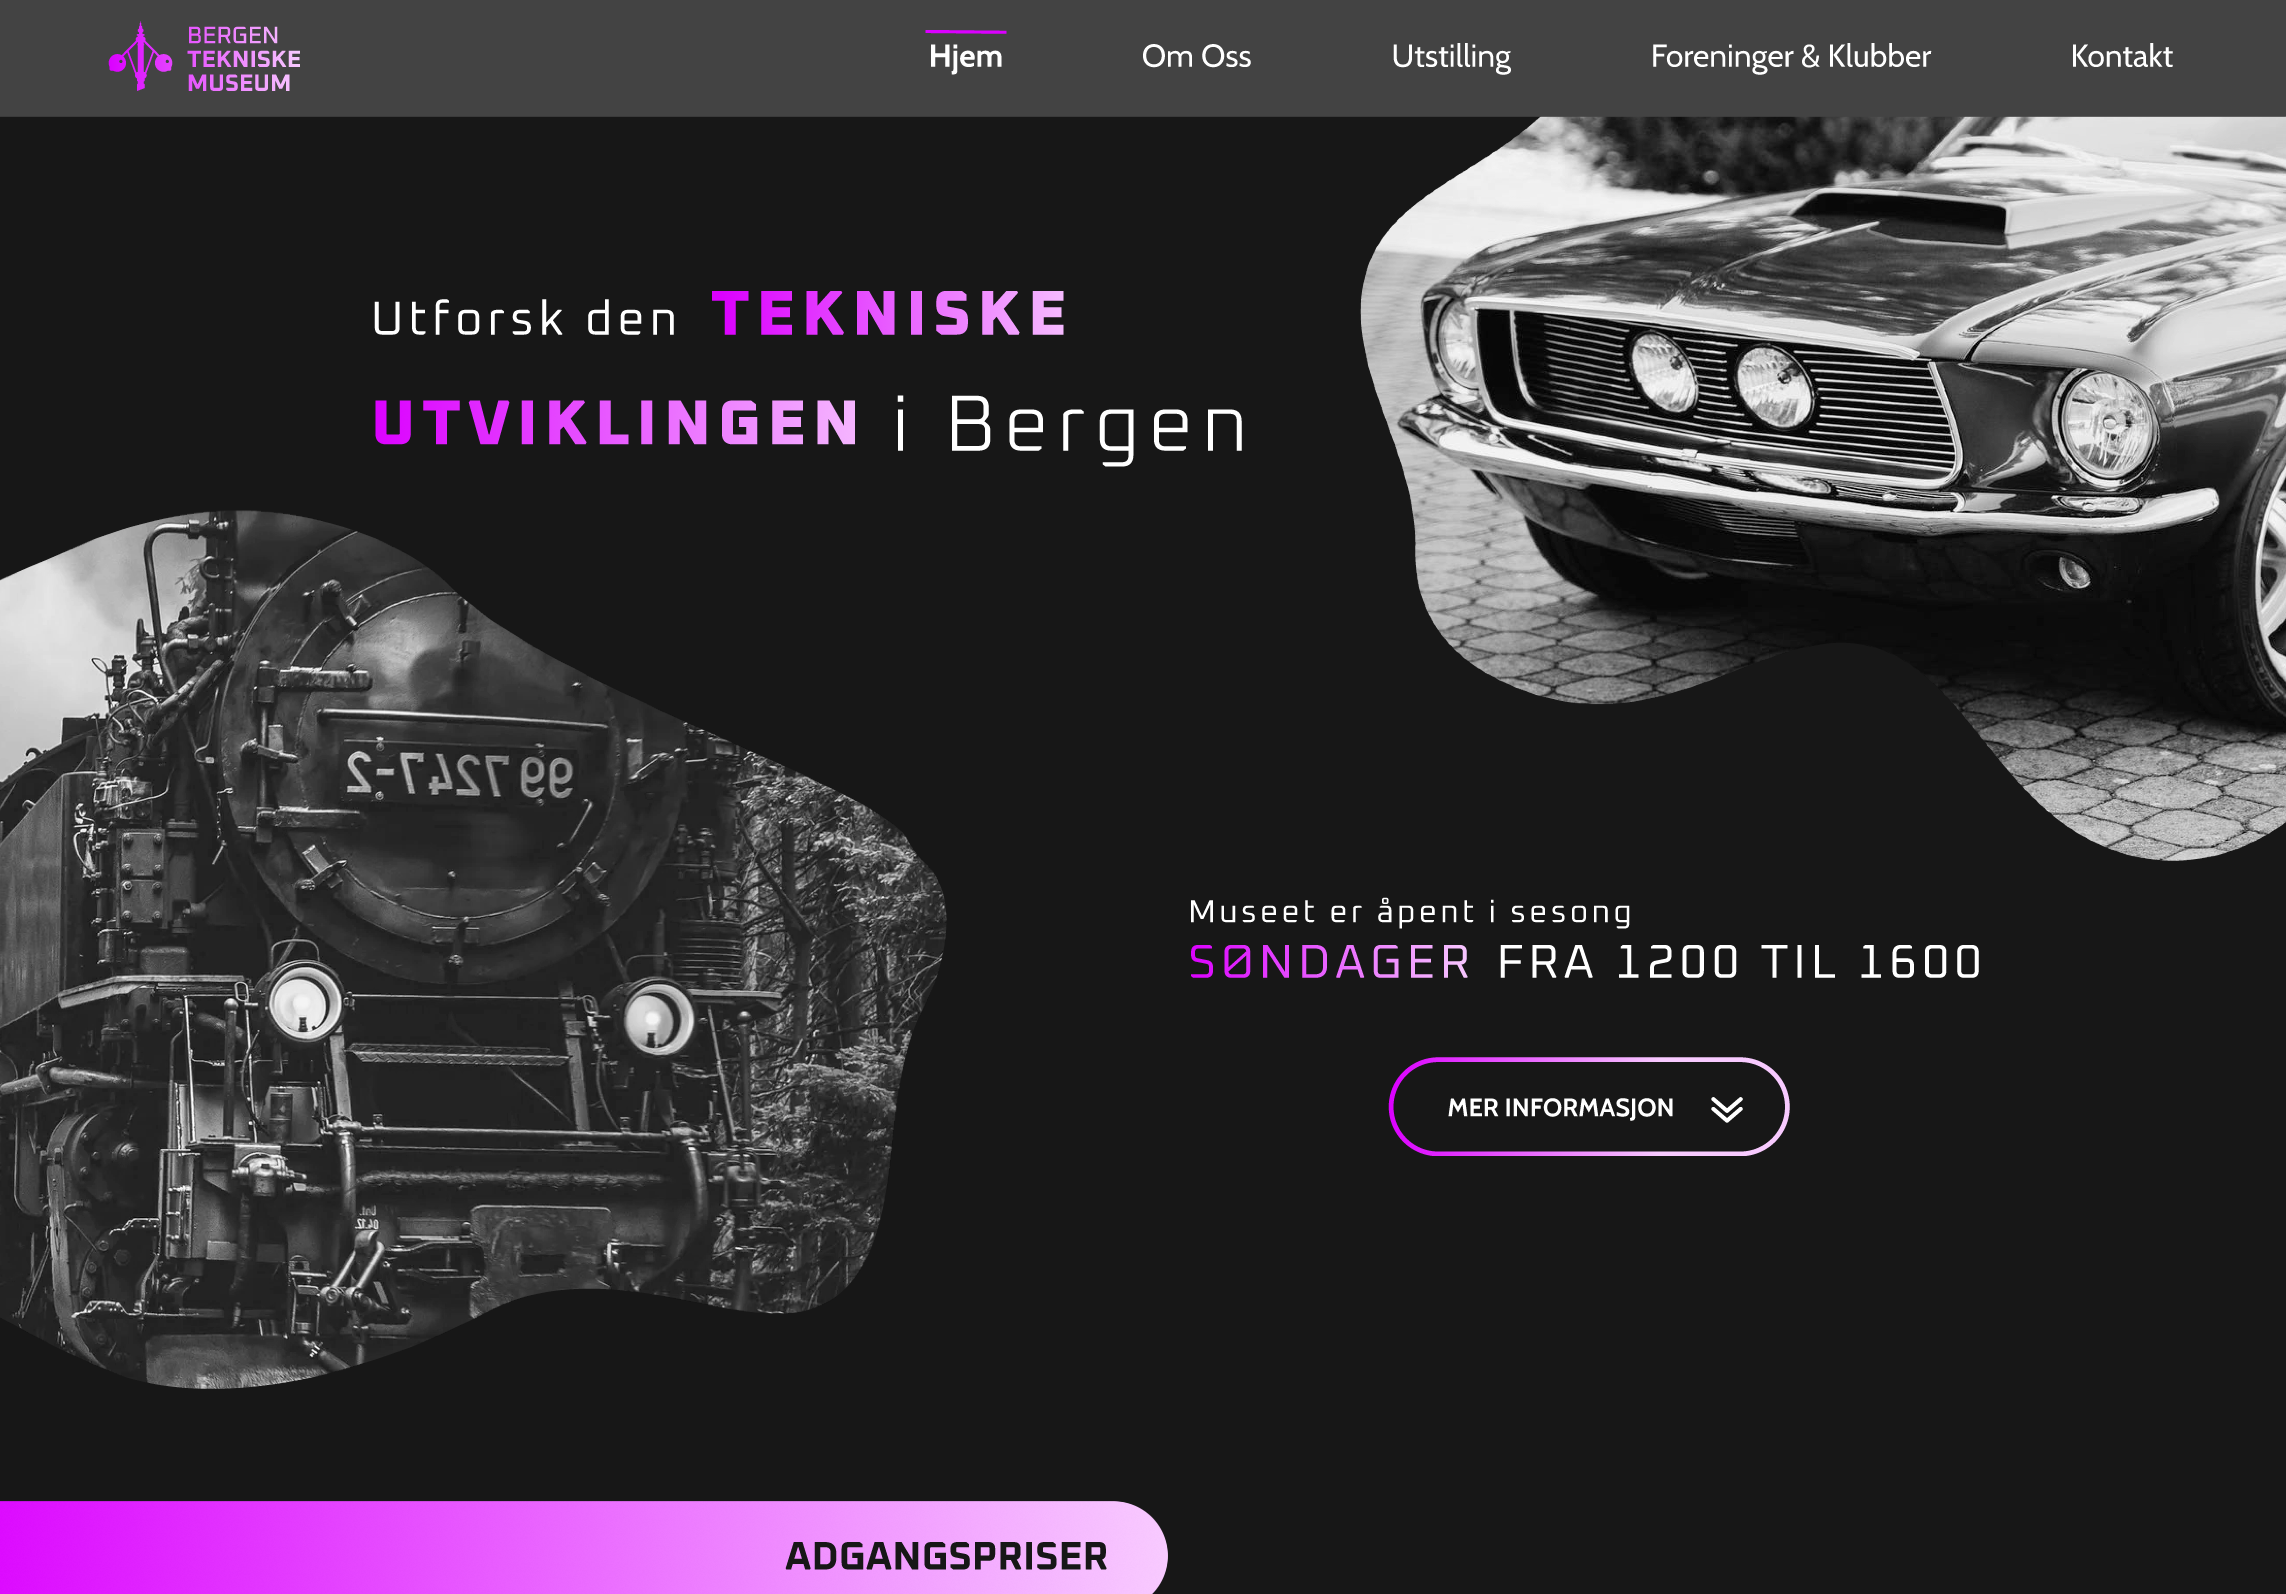 BERGEN
TEKNISKE
MUSEUM
Hjem
Om Oss
Utstilling
Foreninger & Klubber
Kontakt
Utforsk den TEKNISKE
UTVIKLINGEN i Bergen
99 7247-2
Museet er åpent i sesong
SØNDAGER FRA 1200 TIL 1600
MER INFORMASJON
ADGANGSPRISER